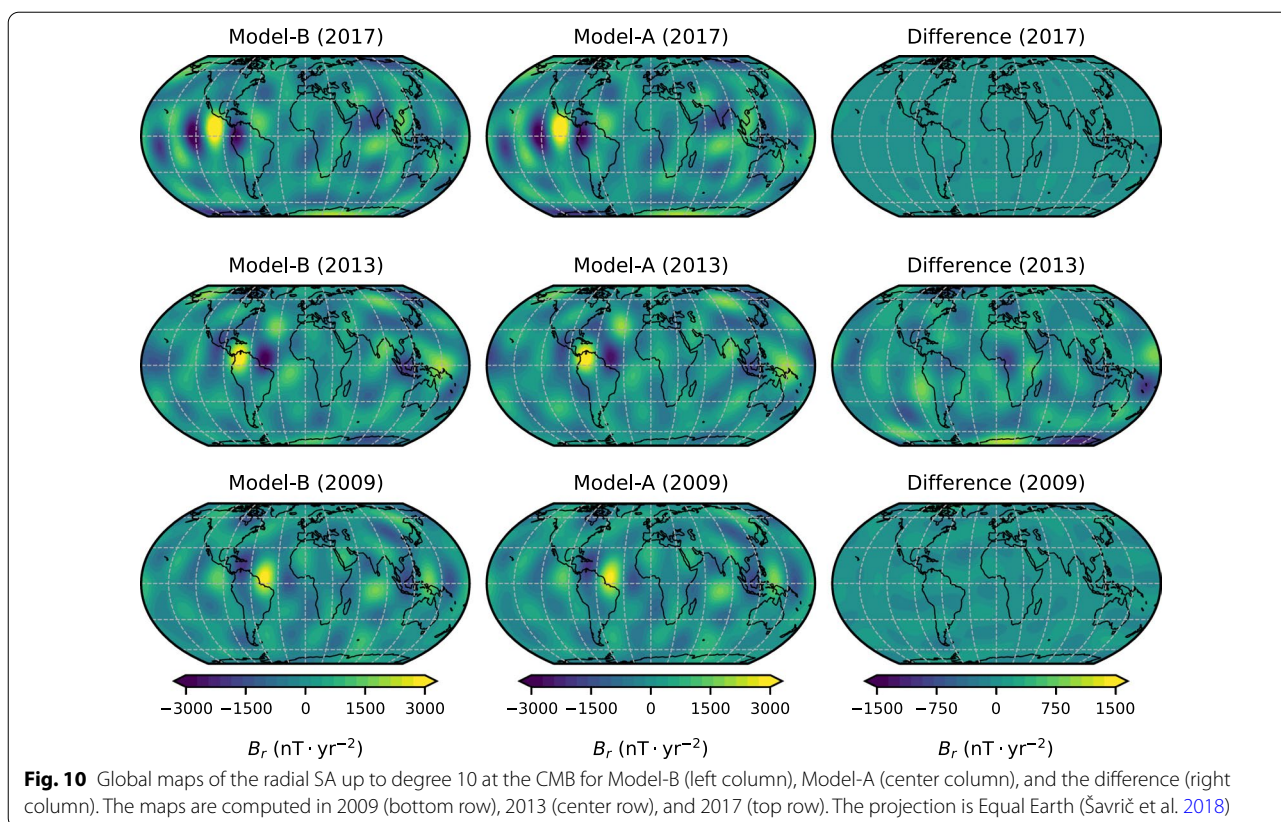 Model-B (2017) Model-A (2017) Difference (2017)
Model-B (2013) Model-A (2013) Difference (2013)
Model-B (2009) Model-A (2009) Difference (2009)
−3000 −1500 0 1500 3000 −3000 −1500 0 1500 3000 −1500 −750 0 750 1500
B_r (nT · yr⁻²) B_r (nT · yr⁻²) B_r (nT · yr⁻²)
Fig. 10 Global maps of the radial SA up to degree 10 at the CMB for Model-B (left column), Model-A (center column), and the difference (right
column). The maps are computed in 2009 (bottom row), 2013 (center row), and 2017 (top row). The projection is Equal Earth (Šavrič et al. 2018)